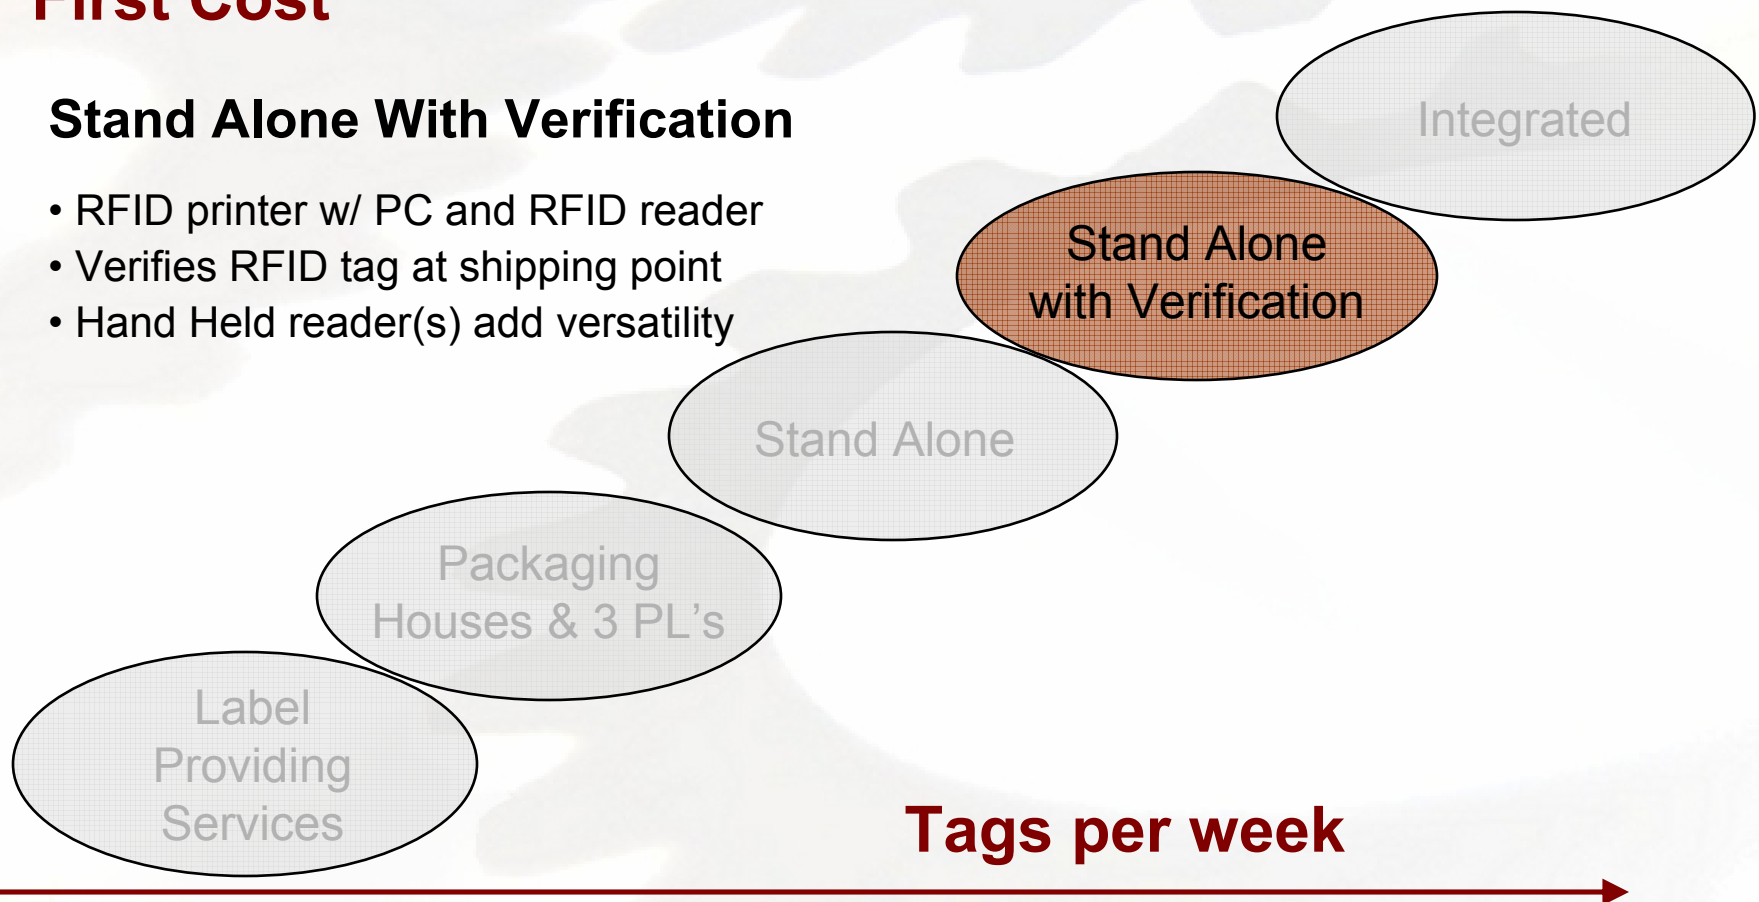 First Cost
Stand Alone With Verification
• RFID printer w/ PC and RFID reader
• Verifies RFID tag at shipping point
• Hand Held reader(s) add versatility
Integrated
Stand Alone
with Verification
Stand Alone
Packaging
Houses & 3 PL’s
Label
Providing
Services
Tags per week